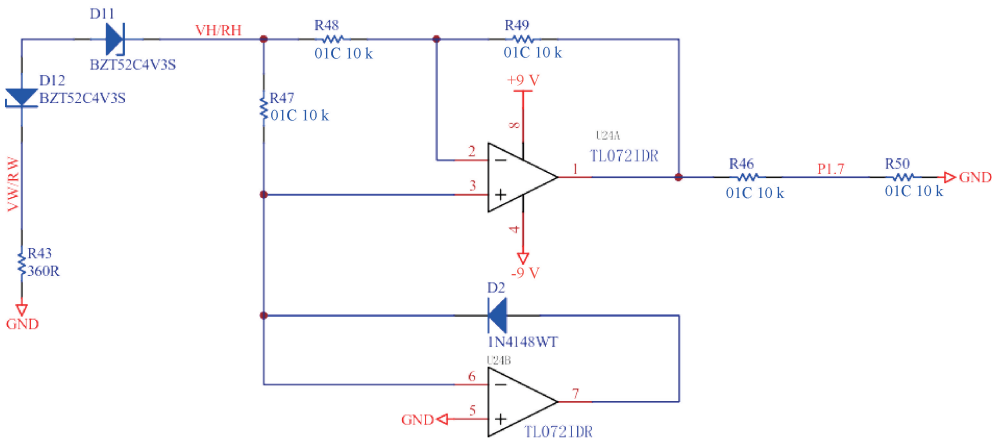 D11
VH/RH
BZT52C4V3S
D12
BZT52C4V3S
VW/RW
R43
360R
GND
R48
01C 10 k
R49
01C 10 k
R47
01C 10 k
+9 V
8
U24A
TL072IDR
2
3
1
4
-9 V
R46
01C 10 k
P1.7
R50
01C 10 k
GND
D2
1N4148WT
U24B
6
5
7
GND
TL072IDR